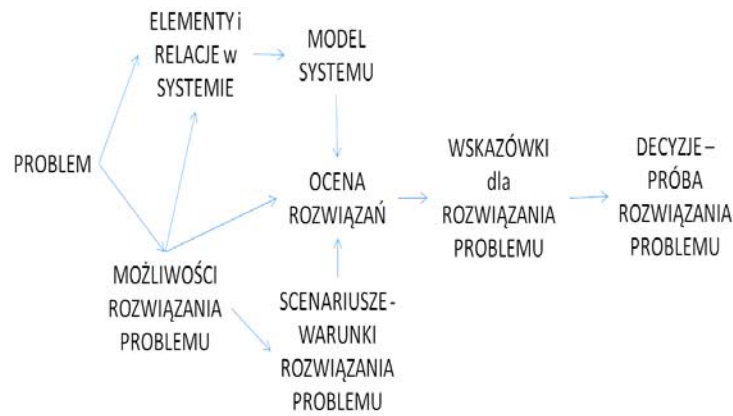 ELEMENTY i
RELACJE w
SYSTEMIE
MODEL
SYSTEMU
PROBLEM
OCENA
ROZWIĄZAŃ
WSKAZÓWKI
dla
ROZWIĄZANIA
PROBLEMU
DECYZJE –
PRÓBA
ROZWIĄZANIA
PROBLEMU
MOŻLIWOŚCI
ROZWIĄZANIA
PROBLEMU
SCENARIUSZE -
WARUNKI
ROZWIĄZANIA
PROBLEMU